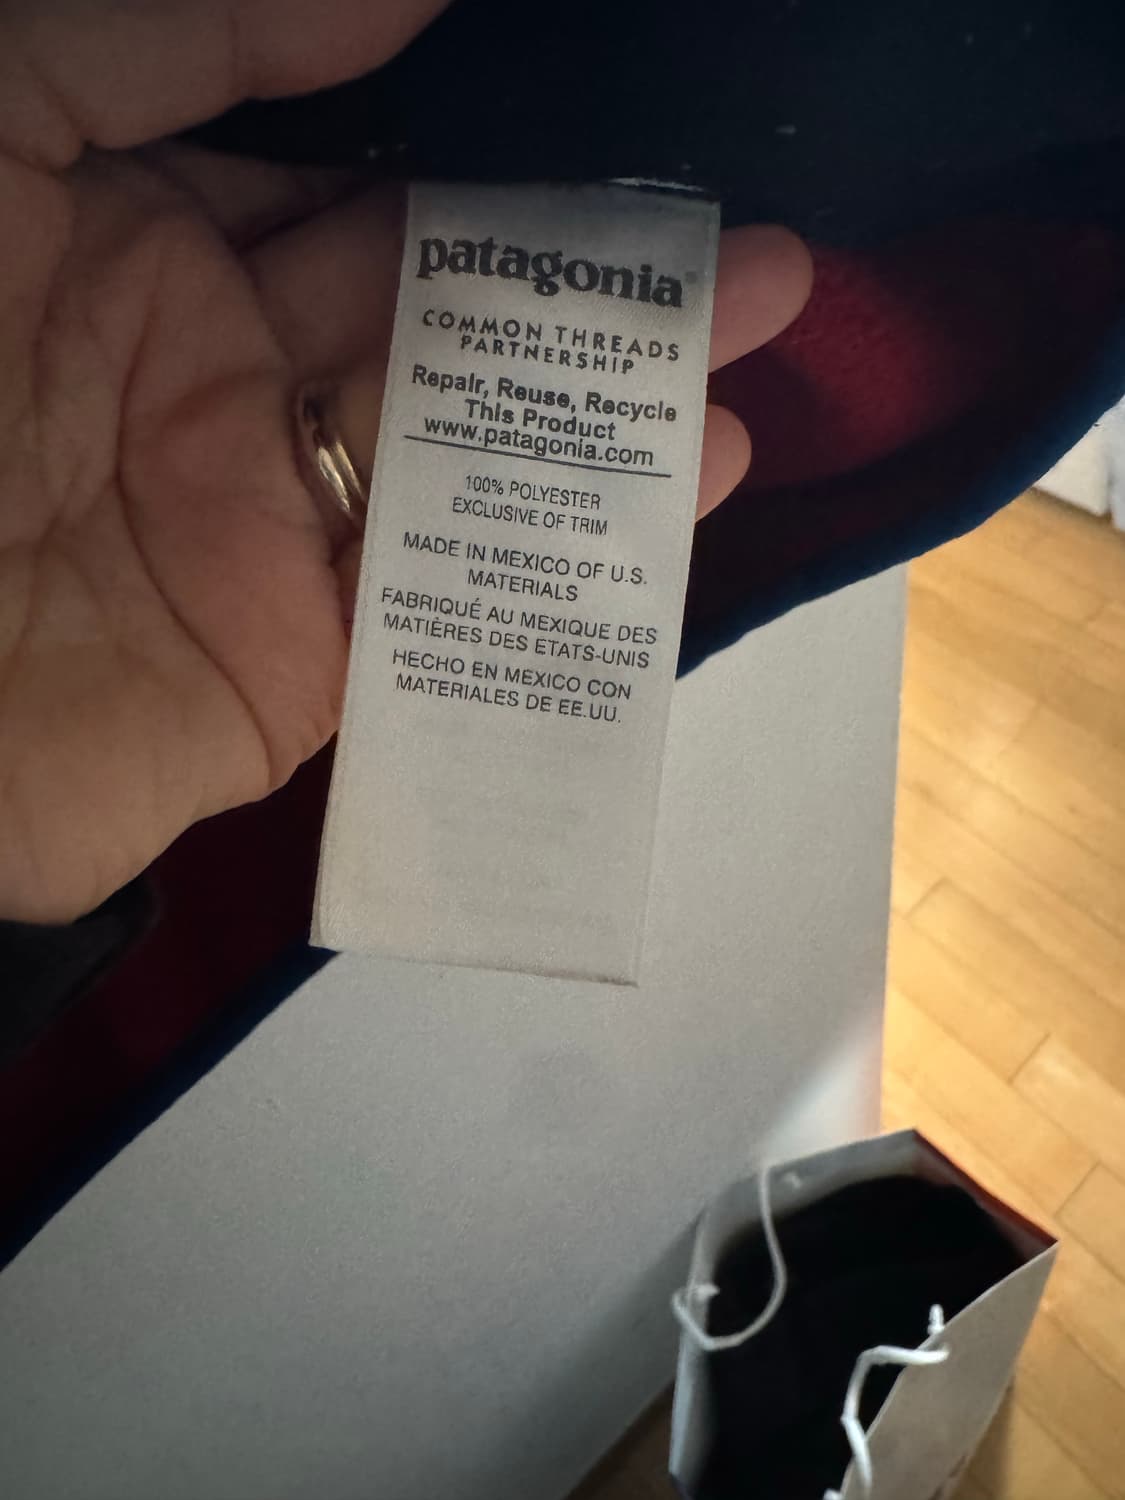 patagonia®
COMMON THREADS
PARTNERSHIP
Repair, Reuse, Recycle
This Product
www.patagonia.com
100% POLYESTER
EXCLUSIVE OF TRIM
MADE IN MEXICO OF U.S.
MATERIALS
FABRIQUÉ AU MEXIQUE DES
MATIÈRES DES ETATS-UNIS
HECHO EN MEXICO CON
MATERIALES DE EE.UU.